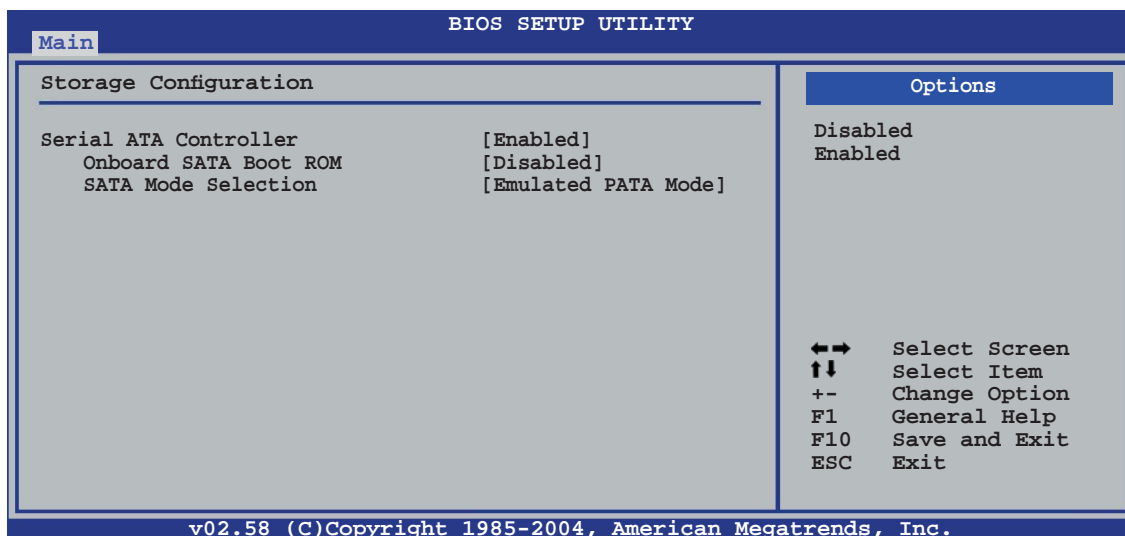 BIOS SETUP UTILITY
Main
Storage Configuration
Serial ATA Controller [Enabled]
Onboard SATA Boot ROM [Disabled]
SATA Mode Selection [Emulated PATA Mode]
Options
Disabled
Enabled
←→ Select Screen
↑↓ Select Item
+- Change Option
F1 General Help
F10 Save and Exit
ESC Exit
v02.58 (C)Copyright 1985-2004, American Megatrends, Inc.